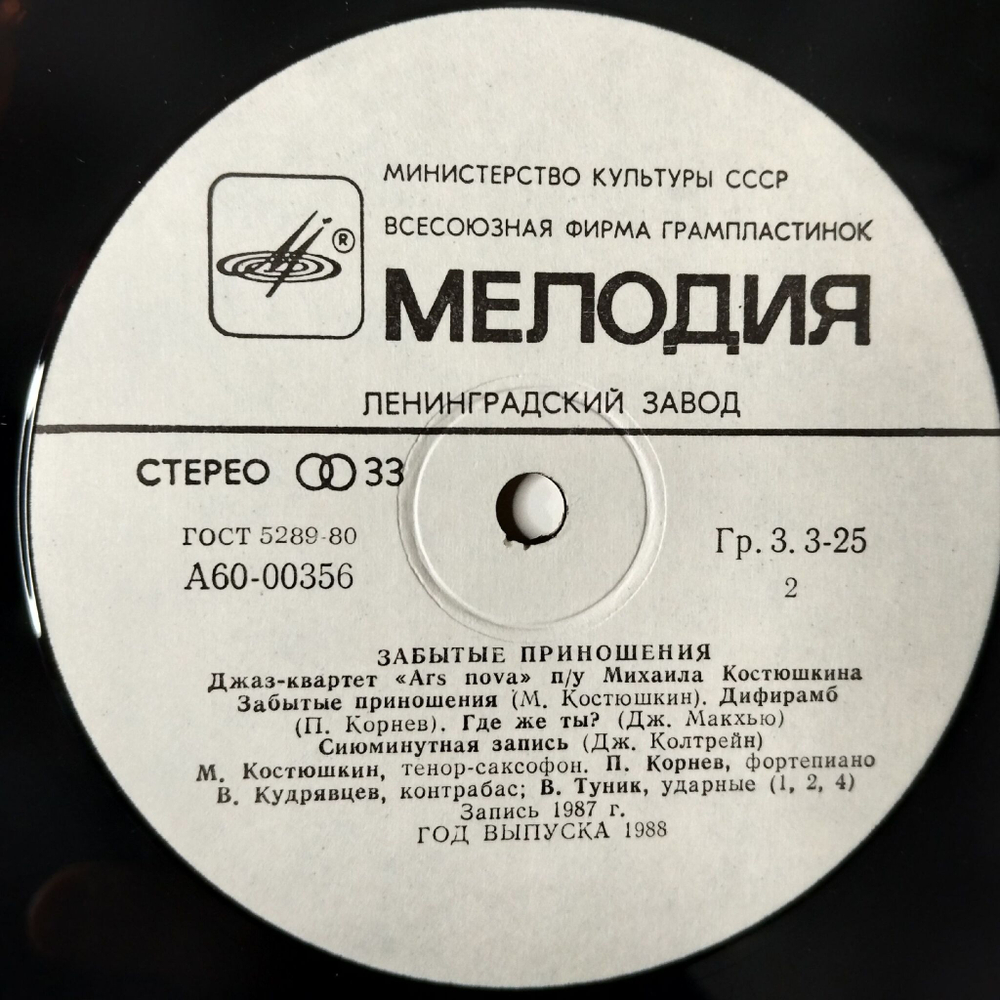 МИНИСТЕРСТВО КУЛЬТУРЫ СССР
ВСЕСОЮЗНАЯ ФИРМА ГРАМПЛАСТИНОК
®
МЕЛОДИЯ
ЛЕНИНГРАДСКИЙ ЗАВОД
СТЕРЕО 33
ГОСТ 5289-80
А60-00356
Гр. 3. 3-25
2
ЗАБЫТЫЕ ПРИНОШЕНИЯ
Джаз-квартет «Ars nova» п/у Михаила Костюшкина
Забытые приношения (М. Костюшкин). Дифирамб
(П. Корнев). Где же ты? (Дж. Макхью)
Сиюминутная запись (Дж. Колтрейн)
М. Костюшкин, тенор-саксофон. П. Корнев, фортепиано
В. Кудрявцев, контрабас; В. Туник, ударные (1, 2, 4)
Запись 1987 г.
ГОД ВЫПУСКА 1988